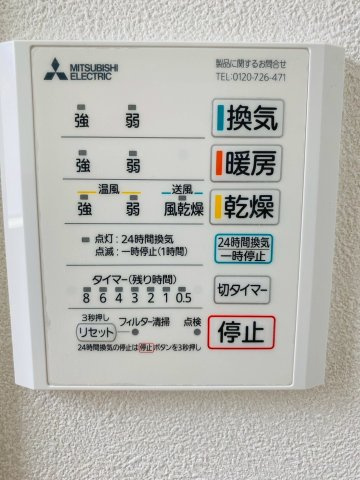 MITSUBISHI
ELECTRIC
製品に関するお問合せ
TEL:0120-726-471
強 弱 換気
強 弱 暖房
温風 送風
強 弱 風乾燥 乾燥
点灯:24時間換気
点滅:一時停止(1時間)
24時間換気
一時停止
タイマー(残り時間)
8 6 4 3 2 1 0.5
切タイマー
3秒押し
リセット フィルター清掃 点検
停止
24時間換気の停止は停止ボタンを3秒押し